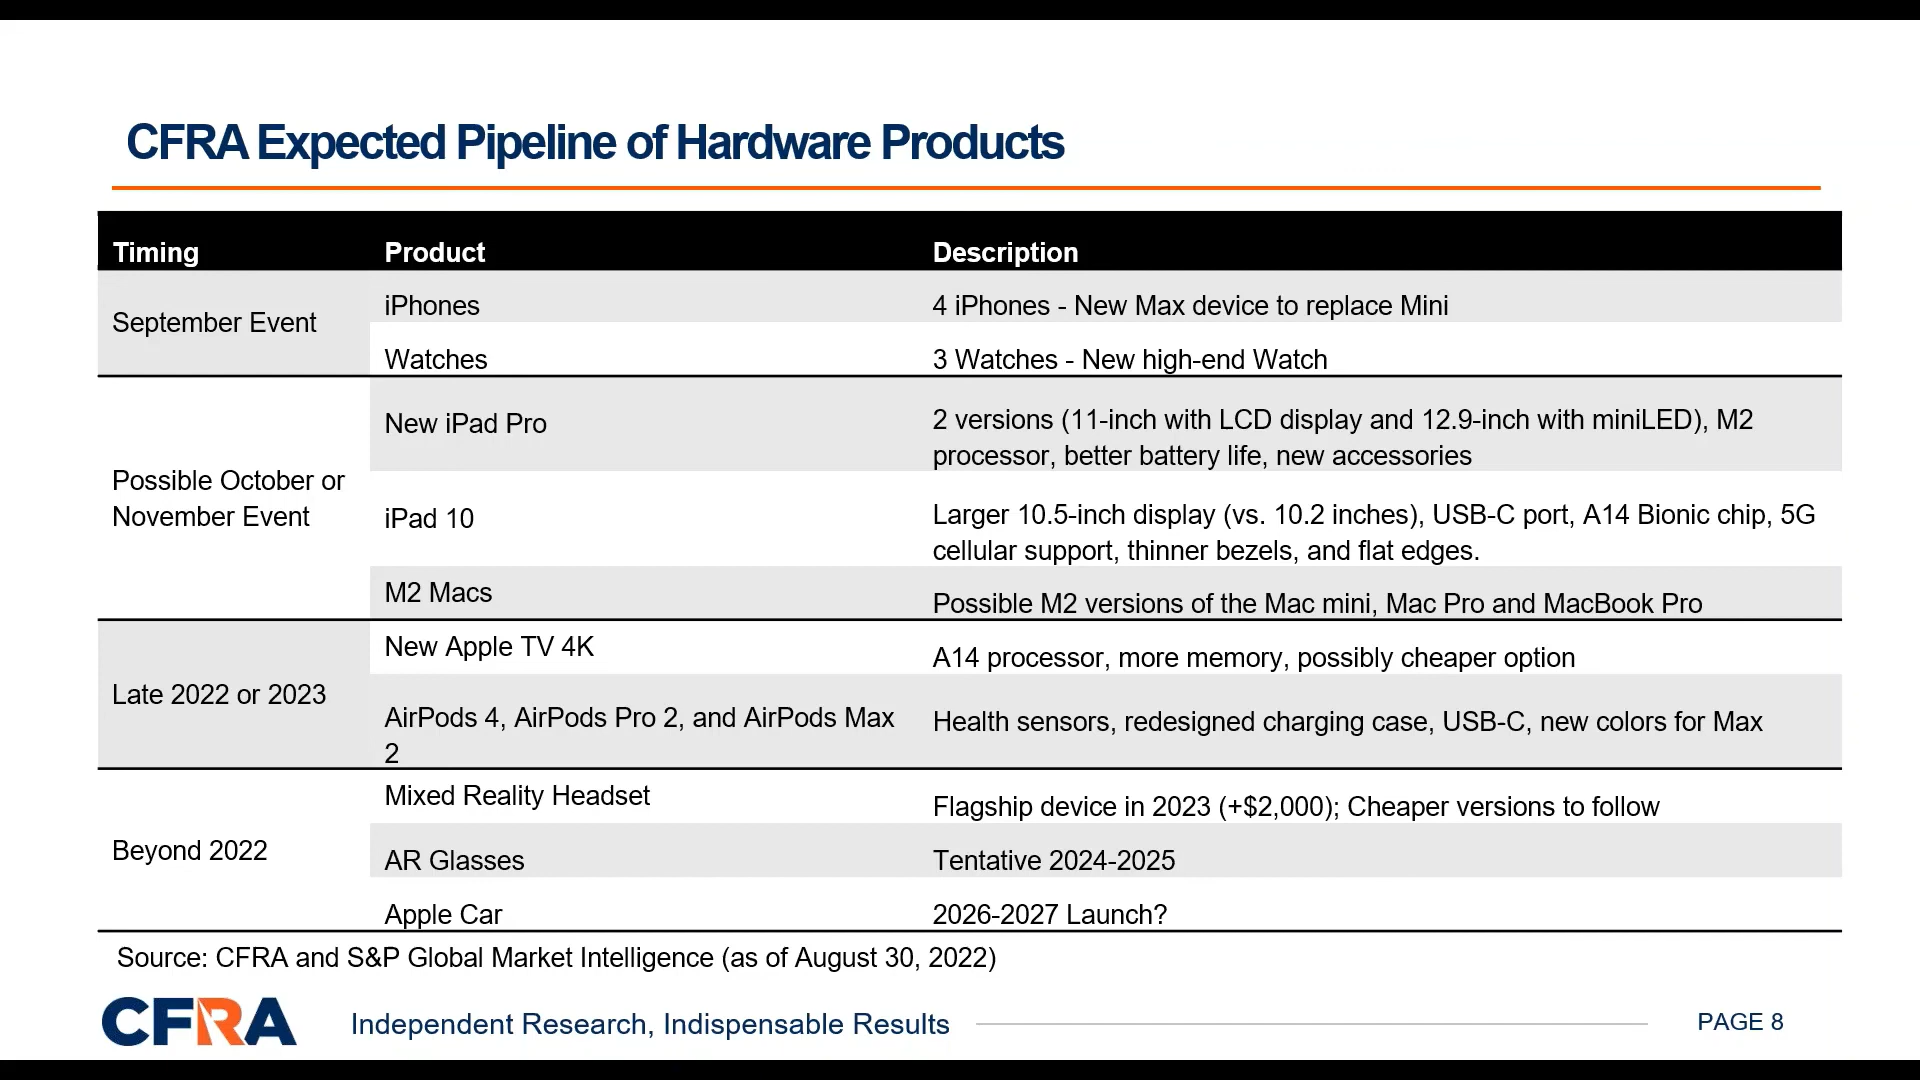 CFRA Expected Pipeline of Hardware Products
Timing Product Description
September Event
iPhones 4 iPhones - New Max device to replace Mini
Watches 3 Watches - New high-end Watch
Possible October or
November Event
New iPad Pro 2 versions (11-inch with LCD display and 12.9-inch with miniLED), M2
processor, better battery life, new accessories
iPad 10 Larger 10.5-inch display (vs. 10.2 inches), USB-C port, A14 Bionic chip, 5G
cellular support, thinner bezels, and flat edges.
M2 Macs Possible M2 versions of the Mac mini, Mac Pro and MacBook Pro
Late 2022 or 2023
New Apple TV 4K A14 processor, more memory, possibly cheaper option
AirPods 4, AirPods Pro 2, and AirPods Max
2
Health sensors, redesigned charging case, USB-C, new colors for Max
Beyond 2022
Mixed Reality Headset Flagship device in 2023 (+$2,000); Cheaper versions to follow
AR Glasses Tentative 2024-2025
Apple Car 2026-2027 Launch?
Source: CFRA and S&P Global Market Intelligence (as of August 30, 2022)
CFRA Independent Research, Indispensable Results PAGE 8